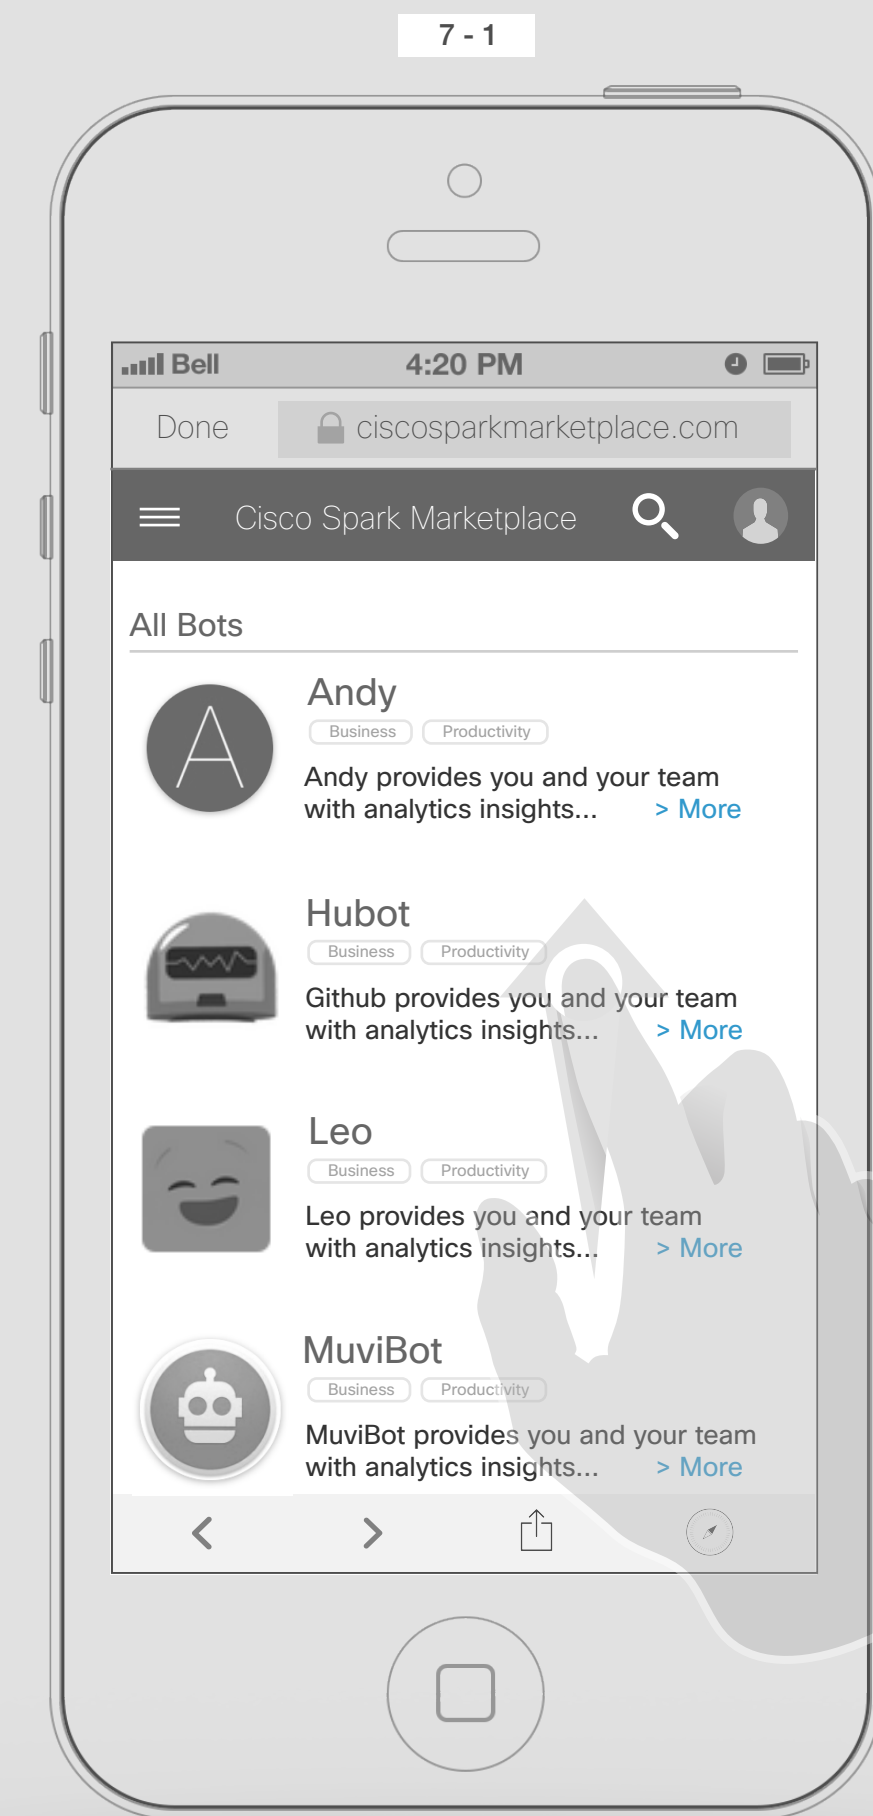 7 - 1
Bell 4:20 PM
Done ciscosparkmarketplace.com
Cisco Spark Marketplace
All Bots
A
Andy
Business Productivity
Andy provides you and your team
with analytics insights... > More
Hubot
Business Productivity
Github provides you and your team
with analytics insights... > More
Leo
Business Productivity
Leo provides you and your team
with analytics insights... > More
MuviBot
Business Productivity
MuviBot provides you and your team
with analytics insights... > More